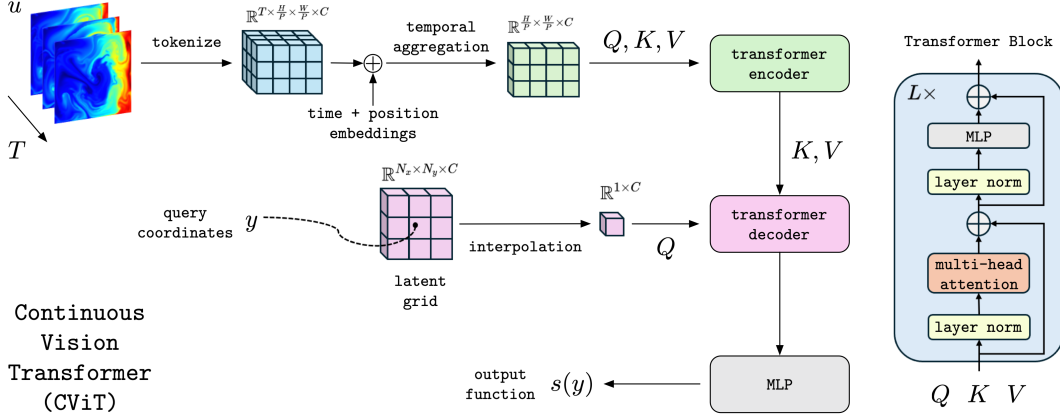 u
T
tokenize
ℝ^{T×H/P×W/P×C}
time + position
embeddings
temporal
aggregation
ℝ^{H/P×W/P×C}
Q, K, V
transformer
encoder
K, V
query
coordinates
y
ℝ^{N_x×N_y×C}
latent
grid
interpolation
ℝ^{1×C}
Q
transformer
decoder
MLP
output
function
s(y)
Continuous
Vision
Transformer
(CViT)
Transformer Block
L×
MLP
layer norm
multi-head
attention
layer norm
Q K V